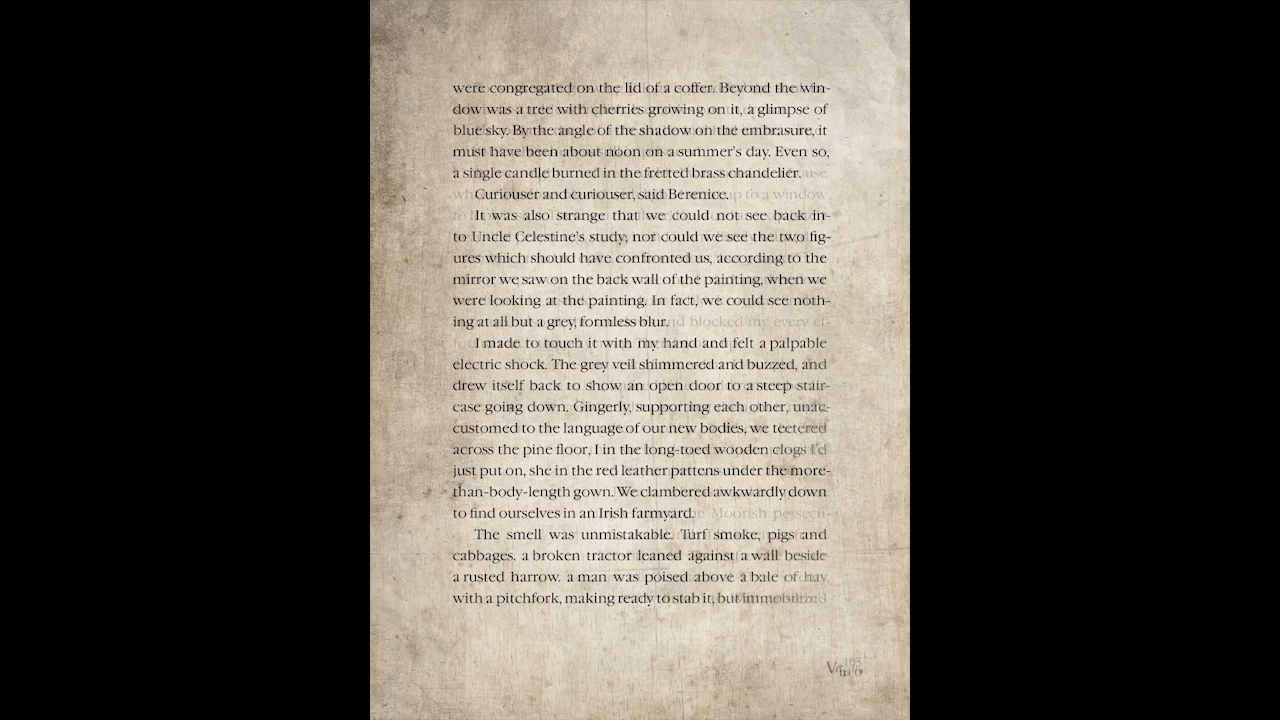 were congregated on the lid of a coffer. Beyond the win-
dow was a tree with cherries growing on it, a glimpse of
blue sky. By the angle of the shadow on the embrasure, it
must have been about noon on a summer's day. Even so,
a single candle burned in the fretted brass chandelier.
Curiouser and curiouser, said Berenice.
It was also strange that we could not see back in-
to Uncle Celestine's study; nor could we see the two fig-
ures which should have confronted us, according to the
mirror we saw on the back wall of the painting, when we
were looking at the painting. In fact, we could see noth-
ing at all but a grey, formless blur.
I made to touch it with my hand and felt a palpable
electric shock. The grey veil shimmered and buzzed, and
drew itself back to show an open door to a steep stair-
case going down. Gingerly, supporting each other, unac-
customed to the language of our new bodies, we teetered
across the pine floor, I in the long-toed wooden clogs I'd
just put on, she in the red leather pattens under the more-
than-body-length gown. We clambered awkwardly down
to find ourselves in an Irish farmyard.
The smell was unmistakable. Turf smoke, pigs and
cabbages. a broken tractor leaned against a wall beside
a rusted harrow. a man was poised above a bale of hay
with a pitchfork, making ready to stab it, but immobilized